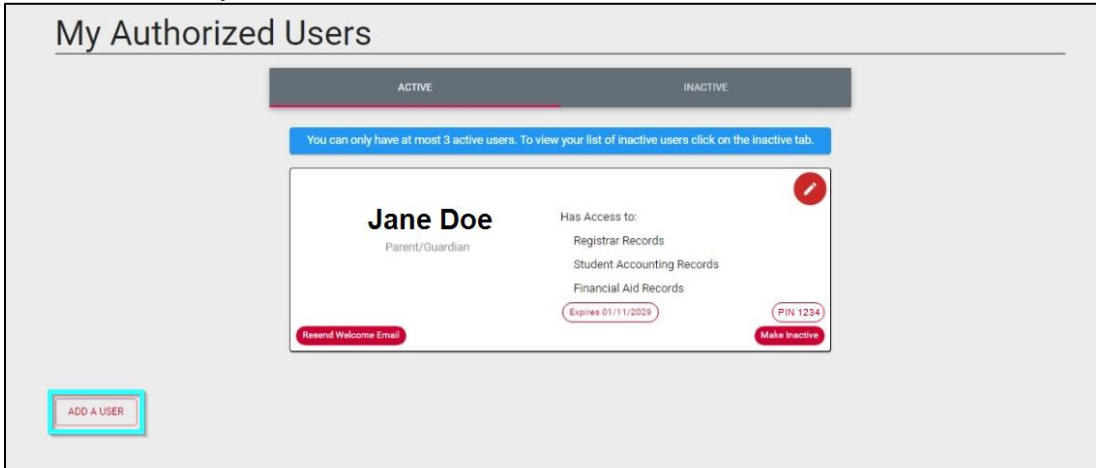 My Authorized Users
ACTIVE
INACTIVE
You can only have at most 3 active users. To view your list of inactive users click on the inactive tab.
Jane Doe
Parent/Guardian
Has Access to:
Registrar Records
Student Accounting Records
Financial Aid Records
Expires 01/11/2029
PIN 1234
Resend Welcome Email
Make Inactive
ADD A USER